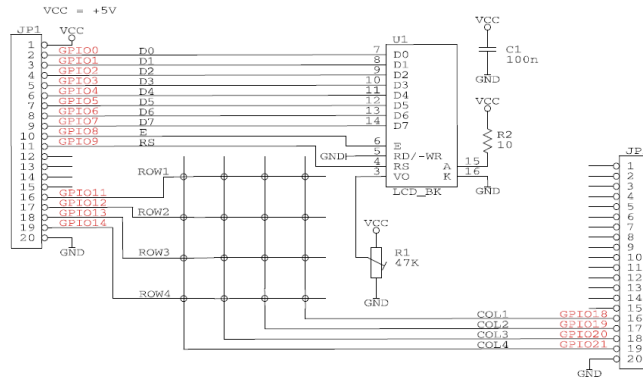 VCC = +5V
JP1
VCC
1
2 GPIO0 D0 7 D0
3 GPIO1 D1 8 D1
4 GPIO2 D2 9 D2
5 GPIO3 D3 10 D3
6 GPIO4 D4 11 D4
7 GPIO5 D5 12 D5
8 GPIO6 D6 13 D6
9 GPIO7 D7 14 D7
10 GPIO8 E 6 E
11 GPIO9 RS 4 RS
12
13
14
15
16 GPIO11 ROW1
17 GPIO12 ROW2
18 GPIO13 ROW3
19 GPIO14 ROW4
20 GND
U1
GND 5 RD/-WR
3 VO
A 15
K 16
LCD_BK
VCC
C1
100n
GND
VCC
R2
10
GND
VCC
R1
47K
GND
JP
1
2
3
4
5
6
7
8
9
10
11
12
13
14
15
COL1 GPIO18 16
COL2 GPIO19 17
COL3 GPIO20 18
COL4 GPIO21 19
GND 20